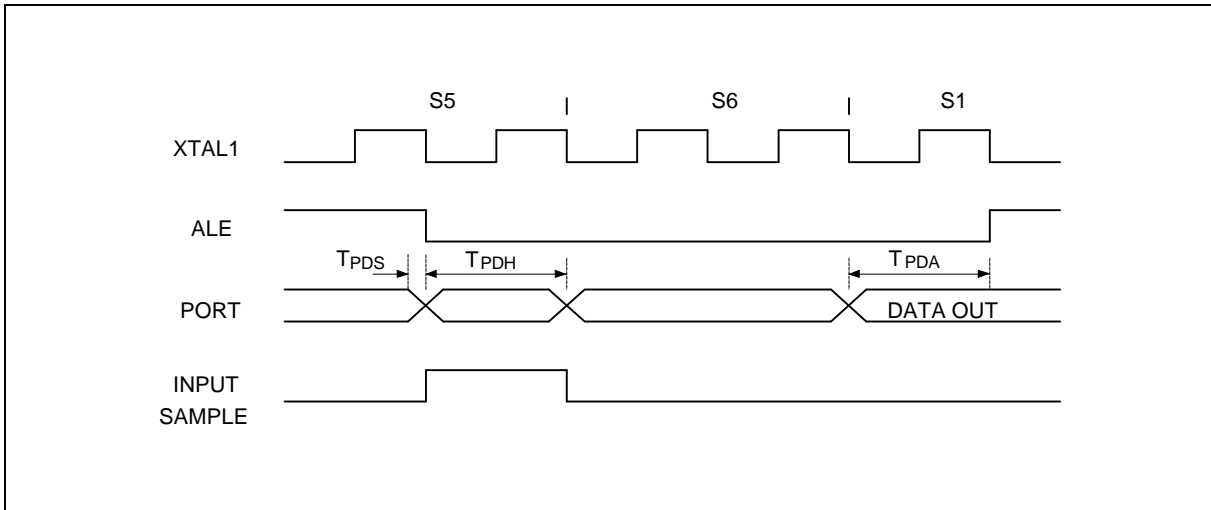 S5 | S6 | S1
XTAL1
ALE
TPDS TPDH TPDA
PORT DATA OUT
INPUT
SAMPLE